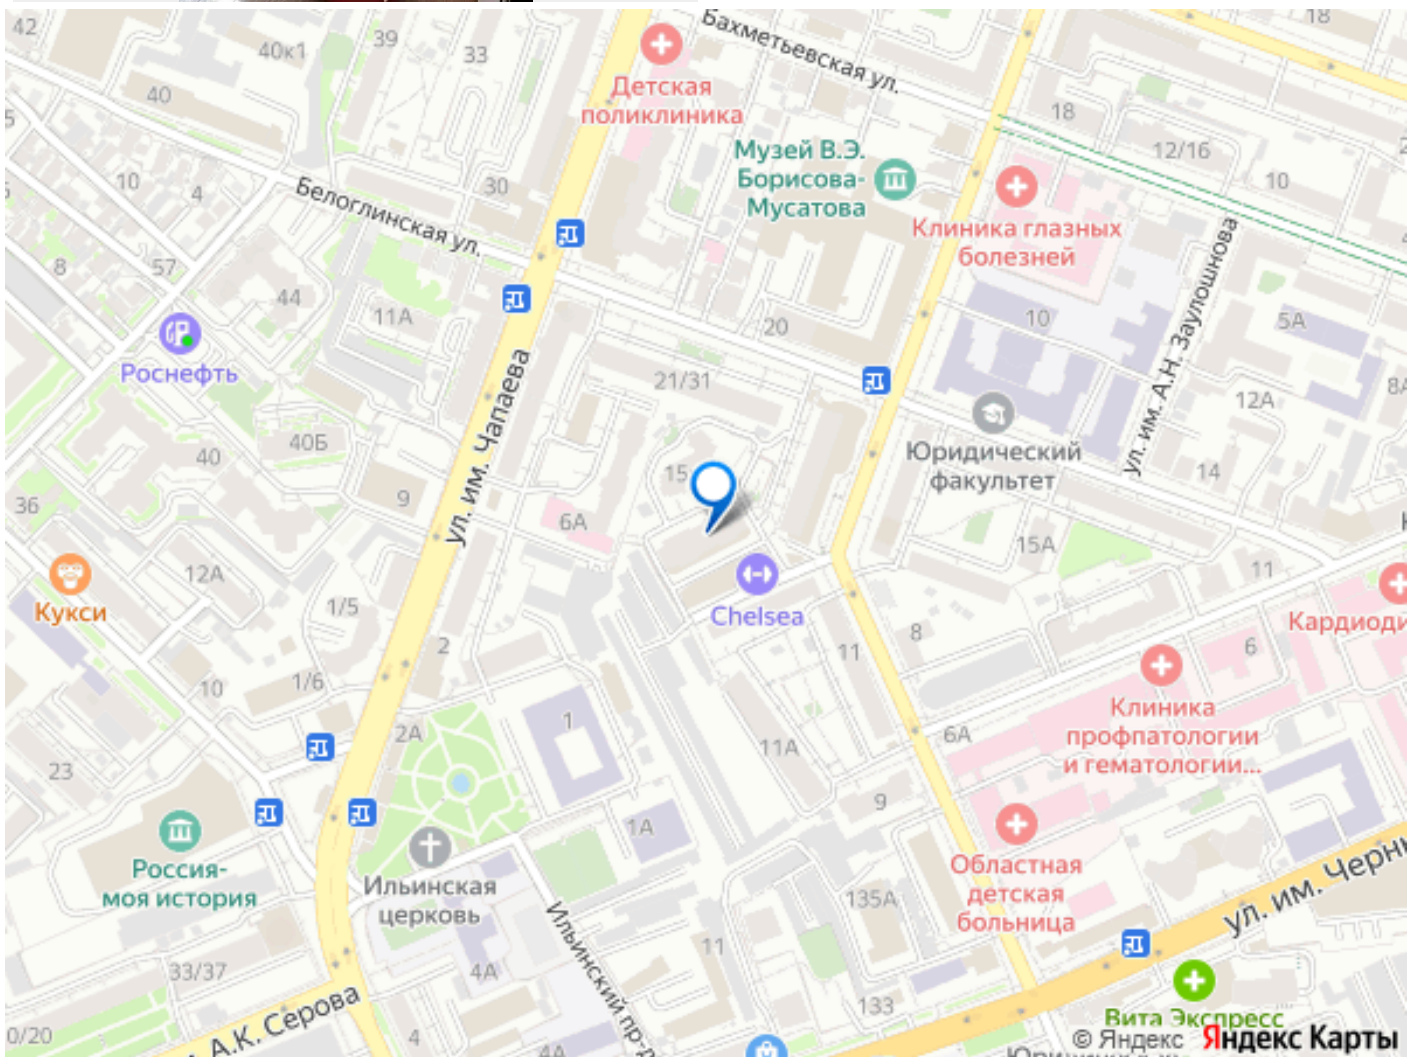 42
40к1
39
33
Бахметьевская ул.
18
Детская
поликлиника
40
18
12/16
Музей В.Э.
Борисова-
Мусатова
10
4
30
10
Белоглинская ул.
Клиника глазных
болезней
ул. им. А.Н. Заулошнова
8
57
44
11А
20
10
5А
Роснефть
21/31
ул. им. Чапаева
12А
8А
40Б
40
15
Юридический
факультет
14
36
9
6А
15А
12А
Кукси
1/5
Chelsea
11
Кардиоди
2
8
11
6
10
1/6
2А
1
11А
6А
Клиника
профпатологии
и гематологии...
23
9
1А
Россия-
моя история
Ильинская
церковь
135А
Областная
детская
больница
ул. им. Черны
Ильинский пр-д
33/37
4А
11
133
А.К. Серова
0/20
4
4А
Вита Экспресс
© Яндекс Яндекс Карты